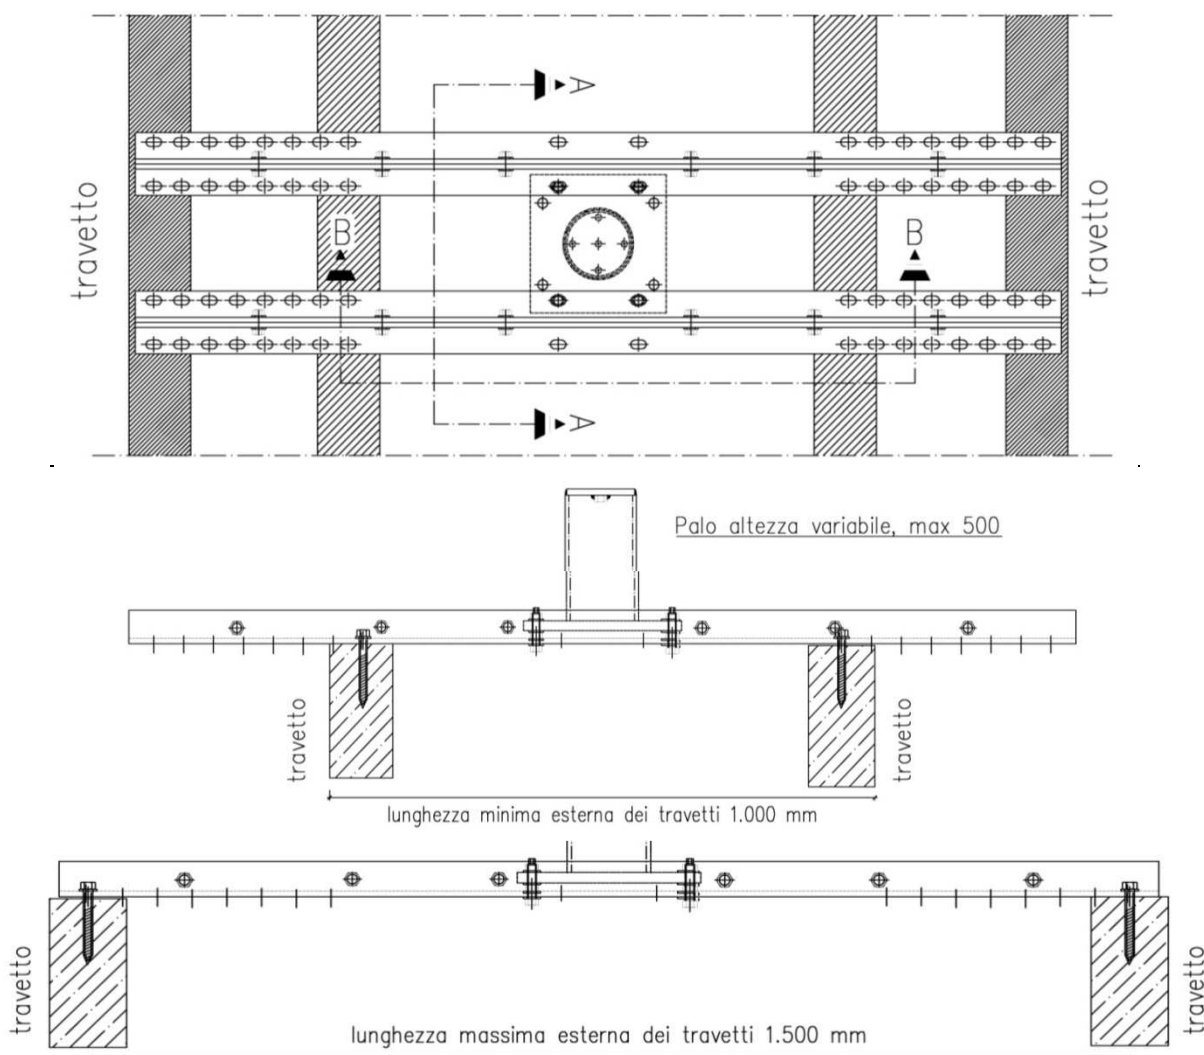 A
travetto
travetto
B
B
A
Palo altezza variabile, max 500
travetto
travetto
lunghezza minima esterna dei travetti 1.000 mm
travetto
travetto
lunghezza massima esterna dei travetti 1.500 mm